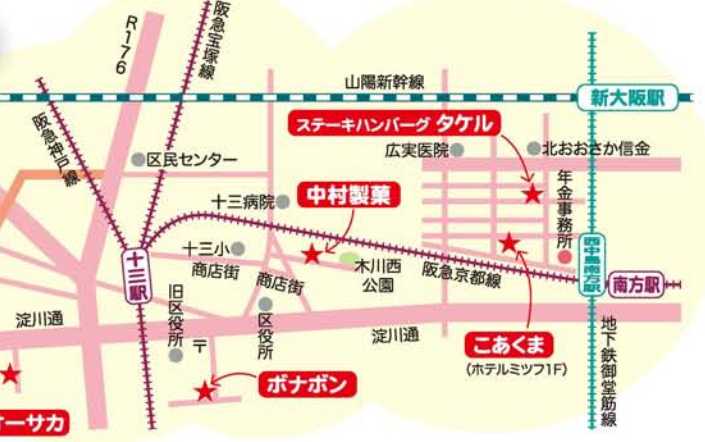 R176
阪急宝塚線
山陽新幹線
新大阪駅
阪急神戸線
ステーキハンバーグ タケル
区民センター
広実医院
北おおさか信金
十三病院
中村製菓
年金事務所
十三小
商店街
商店街
木川西
公園
阪急京都線
西中島南方駅
南方駅
十三駅
旧区役所
〒
区役所
淀川通
淀川通
こあくま
(ホテルミツフ1F)
地下鉄御堂筋線
ボナボン
ーサカ